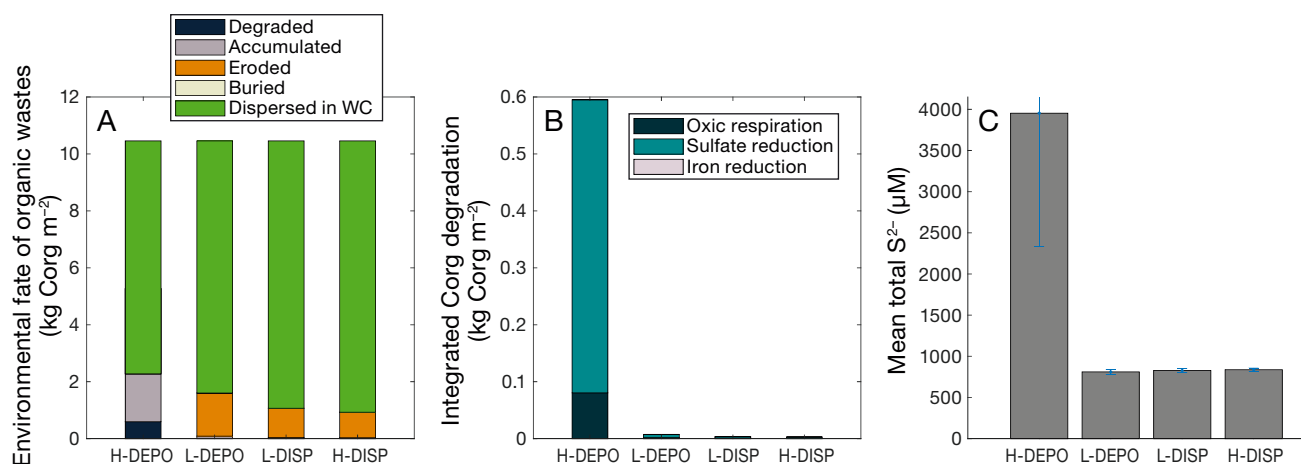 Environmental fate of organic wastes
(kg Corg m⁻²)
Degraded
Accumulated
Eroded
Buried
Dispersed in WC
A
12
10
8
6
4
2
0
H-DEPO L-DEPO L-DISP H-DISP
Integrated Corg degradation
(kg Corg m⁻²)
B
Oxic respiration
Sulfate reduction
Iron reduction
0.6
0.5
0.4
0.3
0.2
0.1
0
H-DEPO L-DEPO L-DISP H-DISP
Mean total S²⁻ (µM)
C
4000
3500
3000
2500
2000
1500
1000
500
0
H-DEPO L-DEPO L-DISP H-DISP